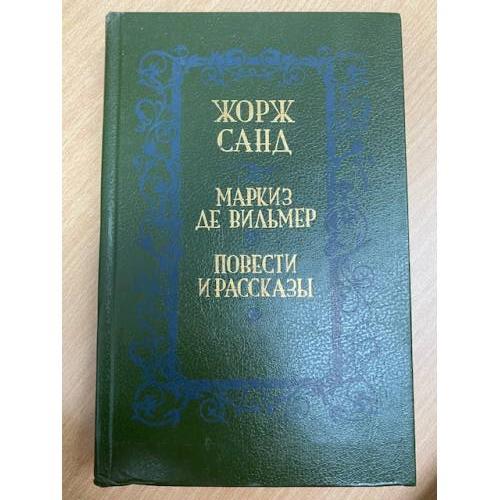 ЖОРЖ
САНД
МАРКИЗ
ДЕ ВИЛЬМЕР
ПОВЕСТИ
И РАССКАЗЫ